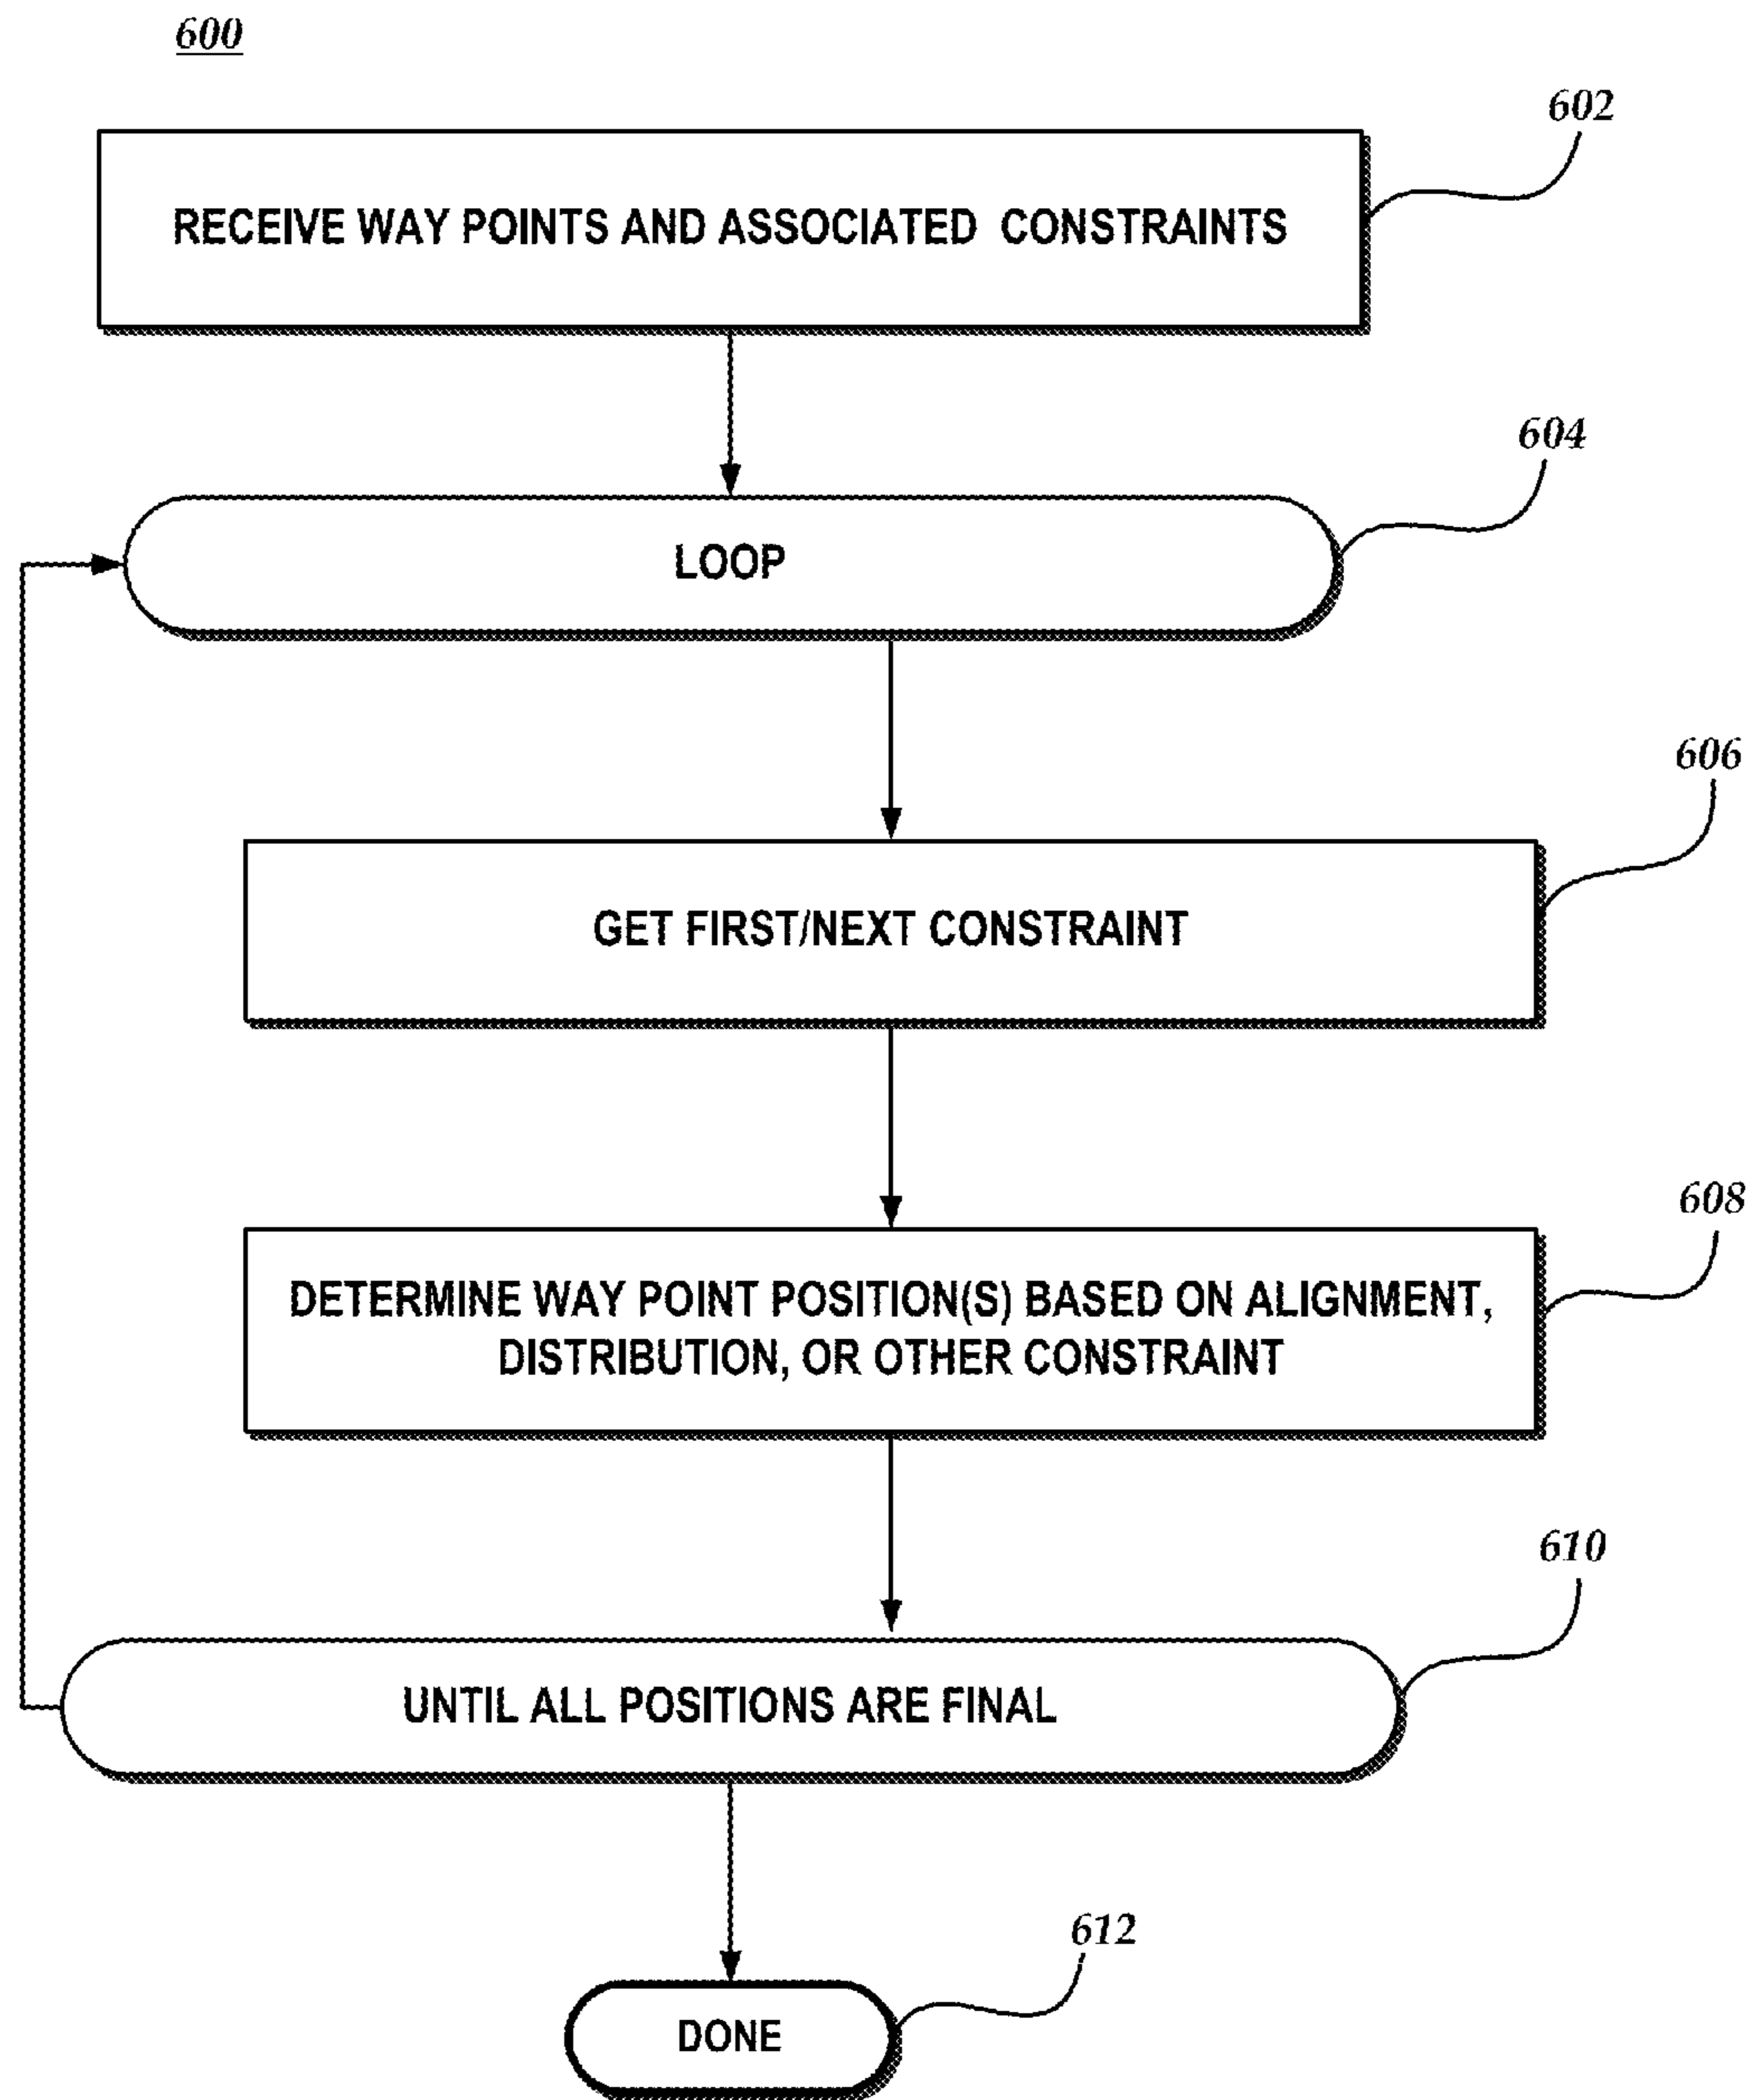 600
602
RECEIVE WAY POINTS AND ASSOCIATED CONSTRAINTS
604
LOOP
606
GET FIRST/NEXT CONSTRAINT
608
DETERMINE WAY POINT POSITION(S) BASED ON ALIGNMENT,
DISTRIBUTION, OR OTHER CONSTRAINT
610
UNTIL ALL POSITIONS ARE FINAL
612
DONE